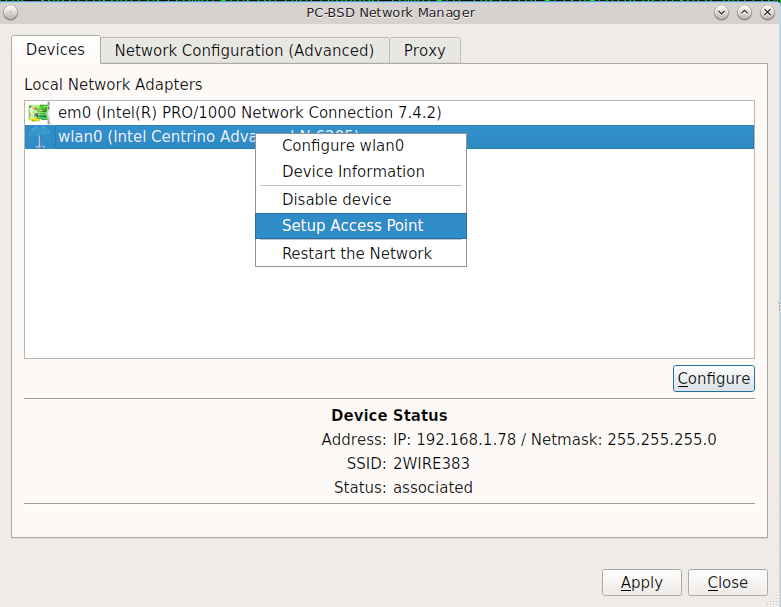 PC-BSD Network Manager
Devices
Network Configuration (Advanced)
Proxy
Local Network Adapters
em0 (Intel(R) PRO/1000 Network Connection 7.4.2)
wlan0 (Intel Centrino
Configure wlan0
Device Information
Disable device
Setup Access Point
Restart the Network
Configure
Device Status
Address: IP: 192.168.1.78 / Netmask: 255.255.255.0
SSID: 2WIRE383
Status: associated
Apply
Close